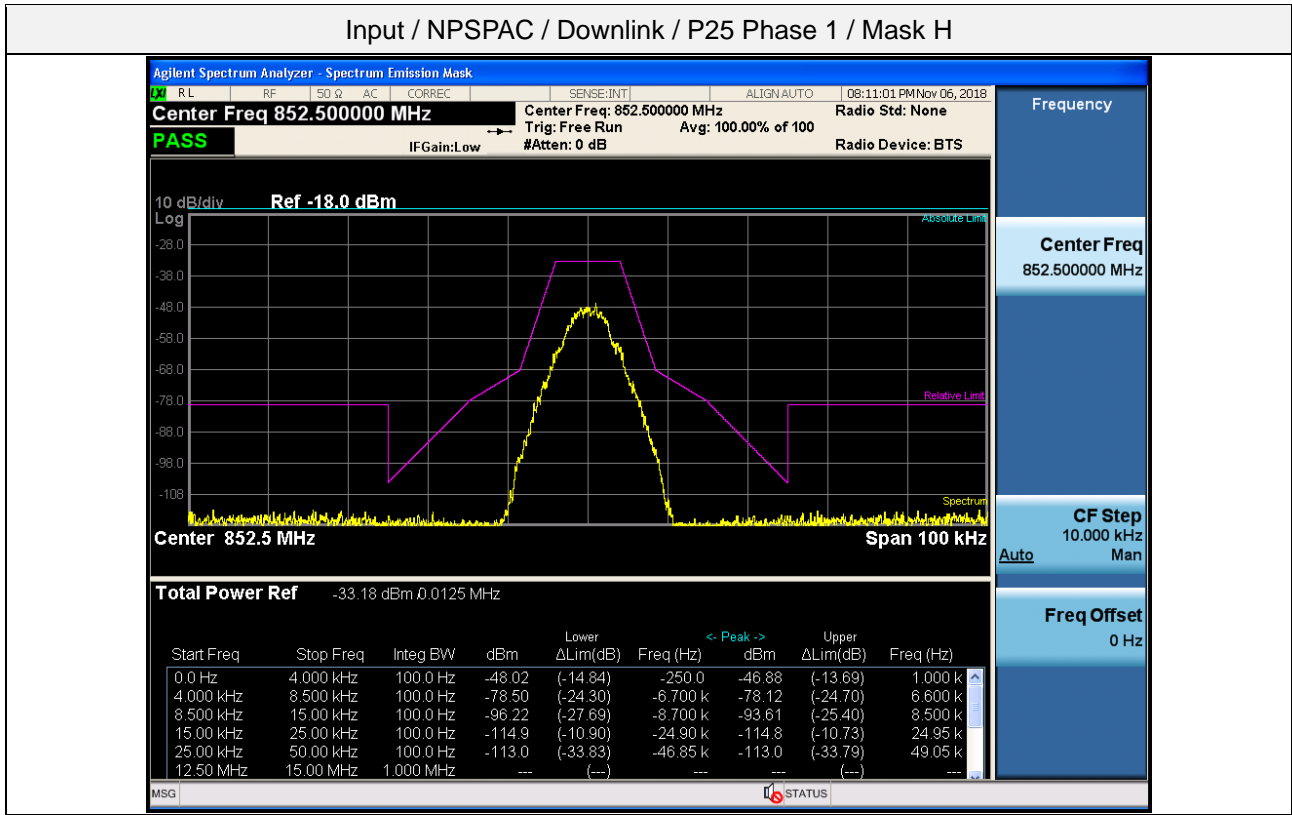 Input / NPSPAC / Downlink / P25 Phase 1 / Mask H
Agilent Spectrum Analyzer - Spectrum Emission Mask
LXI RL RF 50 Ω AC CORREC SENSE:INT ALIGN AUTO 08:11:01 PM Nov 06, 2018
Center Freq 852.500000 MHz Center Freq: 852.500000 MHz Radio Std: None
Trig: Free Run Avg: 100.00% of 100
PASS IFGain:Low #Atten: 0 dB Radio Device: BTS
10 dB/div Ref -18.0 dBm
Log
Absolute Limit
-28.0
-38.0
-48.0
-58.0
-68.0
-78.0
Relative Limit
-88.0
-98.0
-108
Spectrum
Center 852.5 MHz Span 100 kHz
Total Power Ref -33.18 dBm / 0.0125 MHz
Lower <- Peak -> Upper
Start Freq Stop Freq Integ BW dBm ΔLim(dB) Freq (Hz) dBm ΔLim(dB) Freq (Hz)
0.0 Hz 4.000 kHz 100.0 Hz -48.02 (-14.84) -250.0 -46.88 (-13.69) 1.000 k
4.000 kHz 8.500 kHz 100.0 Hz -78.50 (-24.30) -6.700 k -78.12 (-24.70) 6.600 k
8.500 kHz 15.00 kHz 100.0 Hz -96.22 (-27.69) -8.700 k -93.61 (-25.40) 8.500 k
15.00 kHz 25.00 kHz 100.0 Hz -114.9 (-10.90) -24.90 k -114.8 (-10.73) 24.95 k
25.00 kHz 50.00 kHz 100.0 Hz -113.0 (-33.83) -46.85 k -113.0 (-33.79) 49.05 k
12.50 MHz 15.00 MHz 1.000 MHz --- (---) --- --- (---) ---
MSG STATUS
Frequency
Center Freq
852.500000 MHz
CF Step
10.000 kHz
Auto Man
Freq Offset
0 Hz